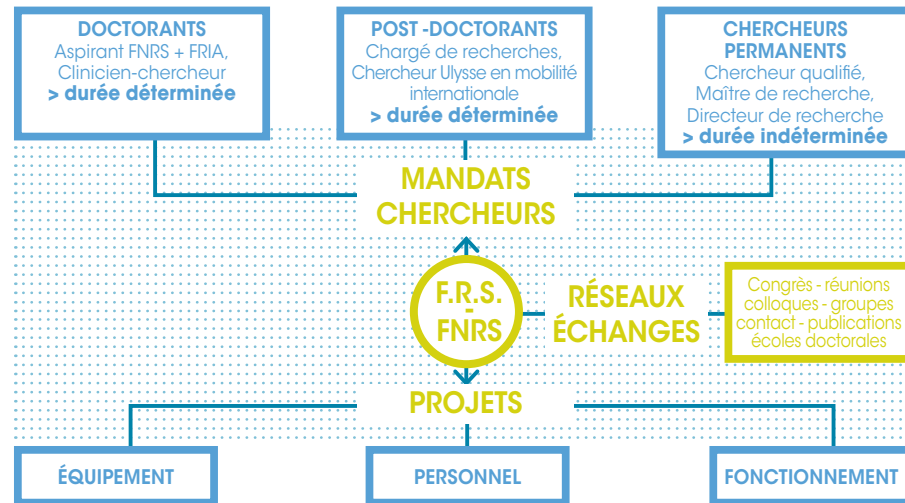 DOCTORANTS
Aspirant FNRS + FRIA,
Clinicien-chercheur
> durée déterminée
POST -DOCTORANTS
Chargé de recherches,
Chercheur Ulysse en mobilité
internationale
> durée déterminée
CHERCHEURS
PERMANENTS
Chercheur qualifié,
Maître de recherche,
Directeur de recherche
> durée indéterminée
MANDATS
CHERCHEURS
F.R.S.
-
FNRS
RÉSEAUX
ÉCHANGES
Congrès - réunions
colloques - groupes
contact - publications
écoles doctorales
PROJETS
ÉQUIPEMENT
PERSONNEL
FONCTIONNEMENT